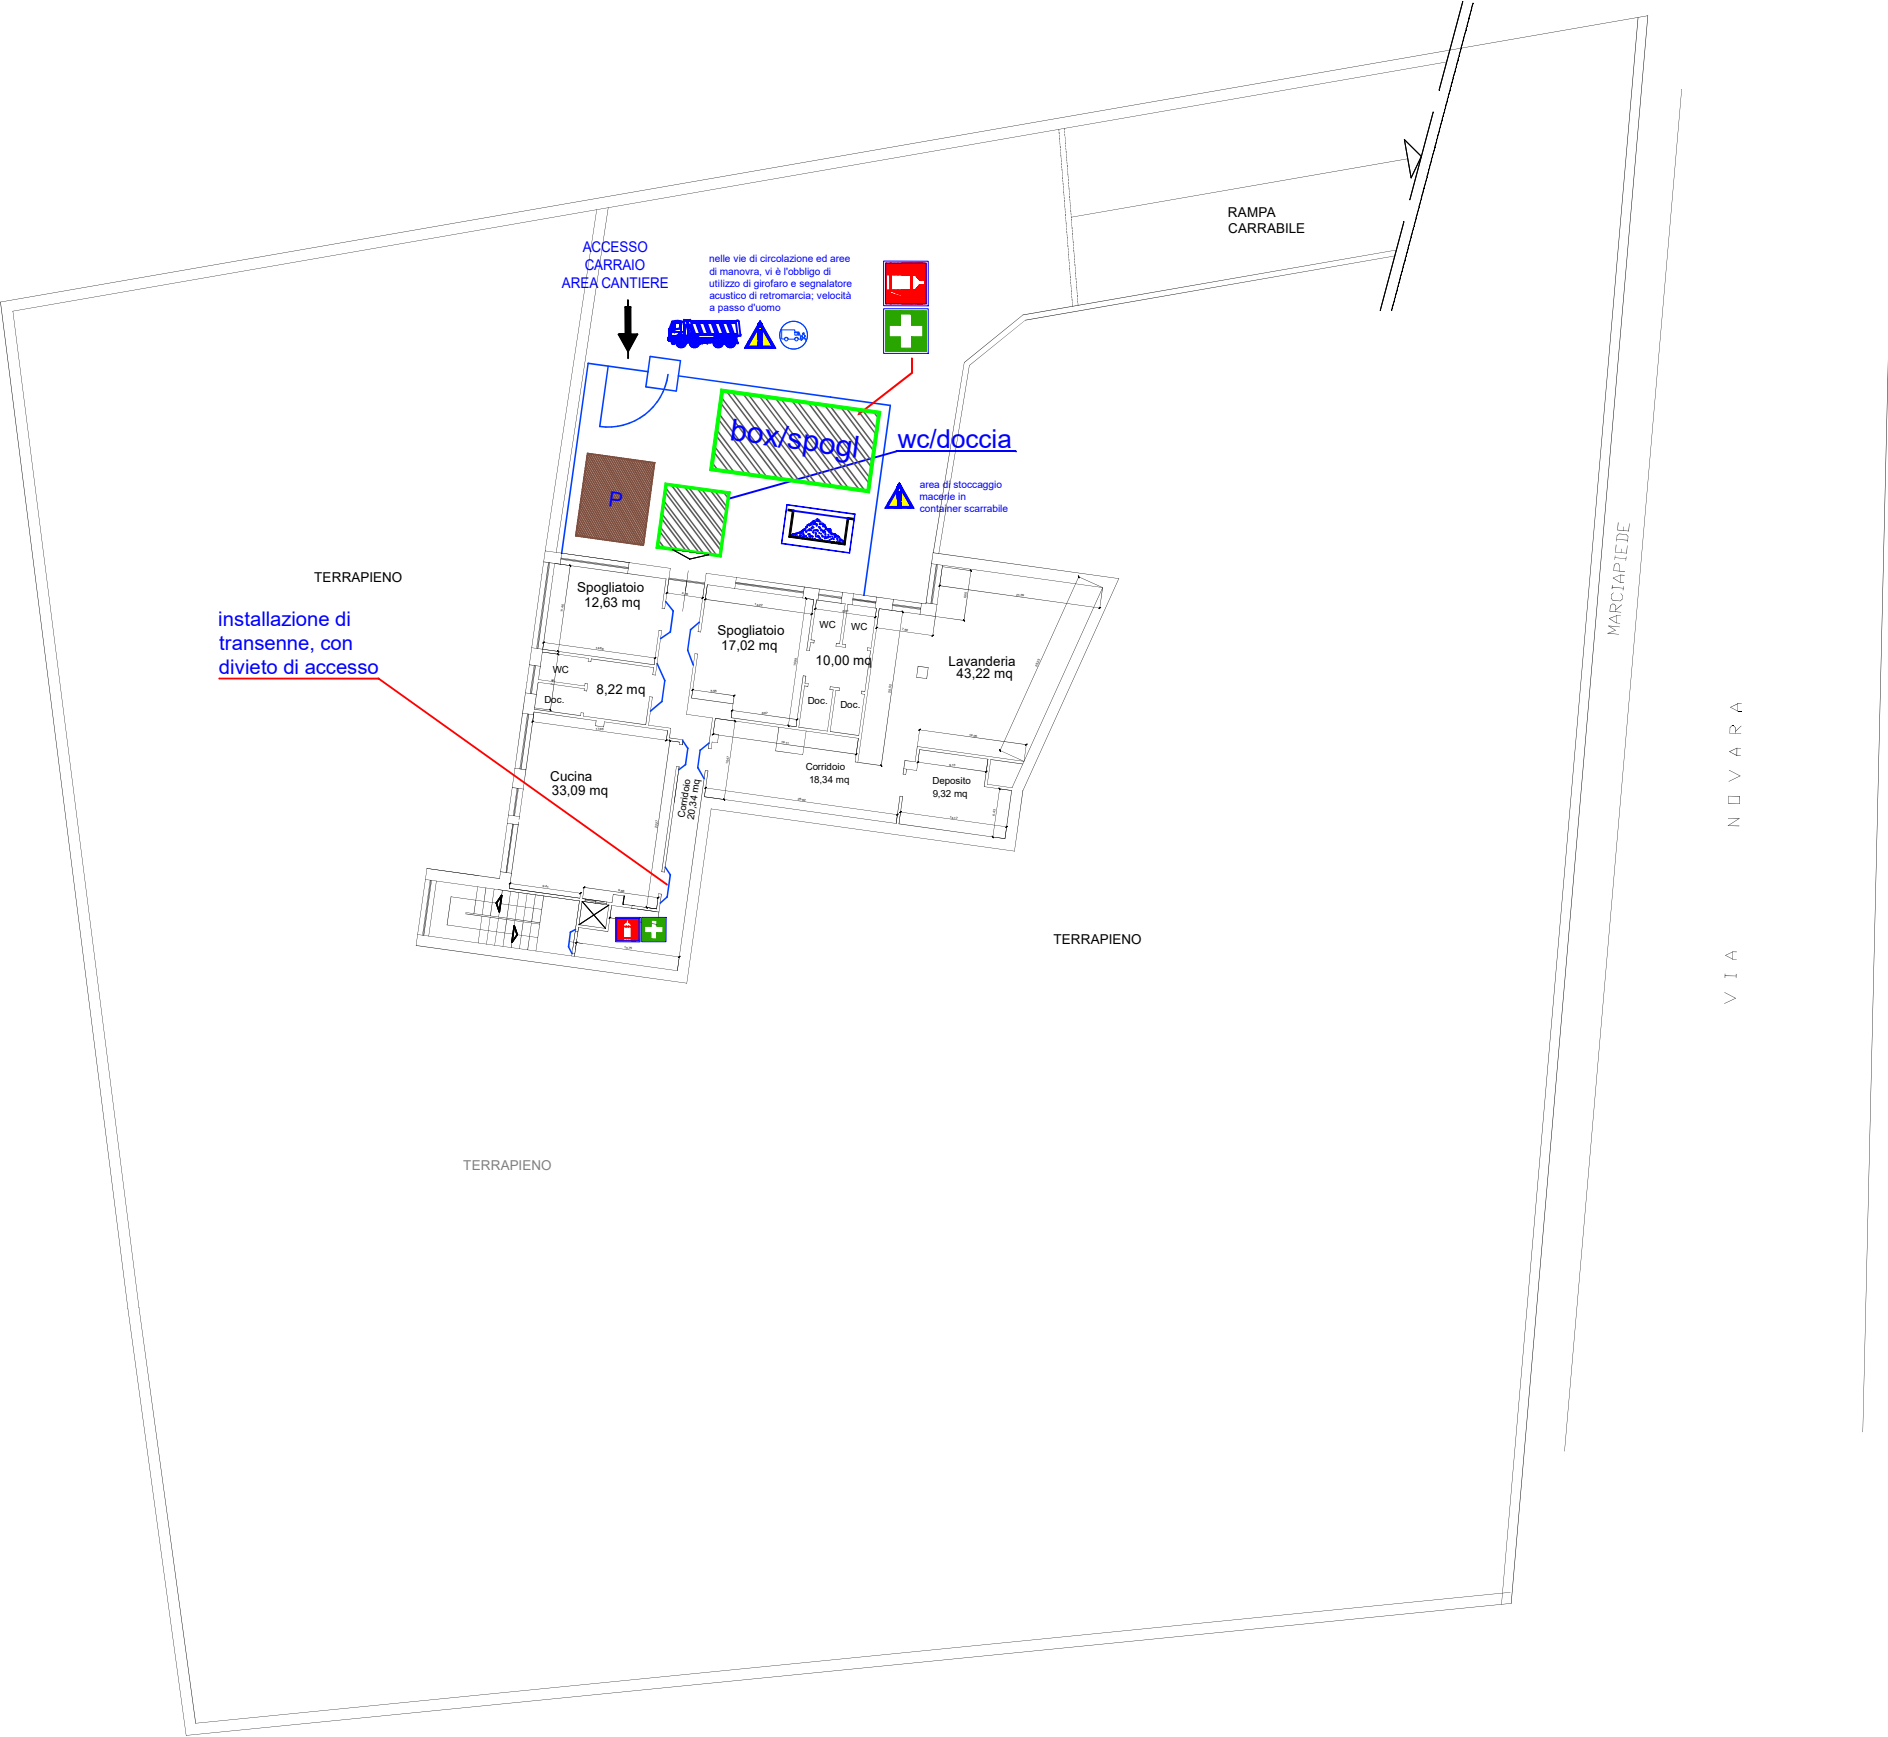 RAMPA
CARRABILE
ACCESSO
CARRAIO
AREA CANTIERE
nelle vie di circolazione ed aree
di manovra, vi è l'obbligo di
utilizzo di girofaro e segnalatore
acustico di retromarcia; velocità
a passo d'uomo
box/spogl
wc/doccia
P
area di stoccaggio
macerie in
container scarrabile
MARCIAPIEDE
VIA NOVARA
TERRAPIENO
installazione di
transenne, con
divieto di accesso
Spogliatoio
12,63 mq
Spogliatoio
17,02 mq
WC
WC
10,00 mq
Lavanderia
43,22 mq
WC
8,22 mq
Doc.
Doc.
Doc.
Cucina
33,09 mq
Corridoio
20,34 mq
Corridoio
18,34 mq
Deposito
9,32 mq
TERRAPIENO
TERRAPIENO